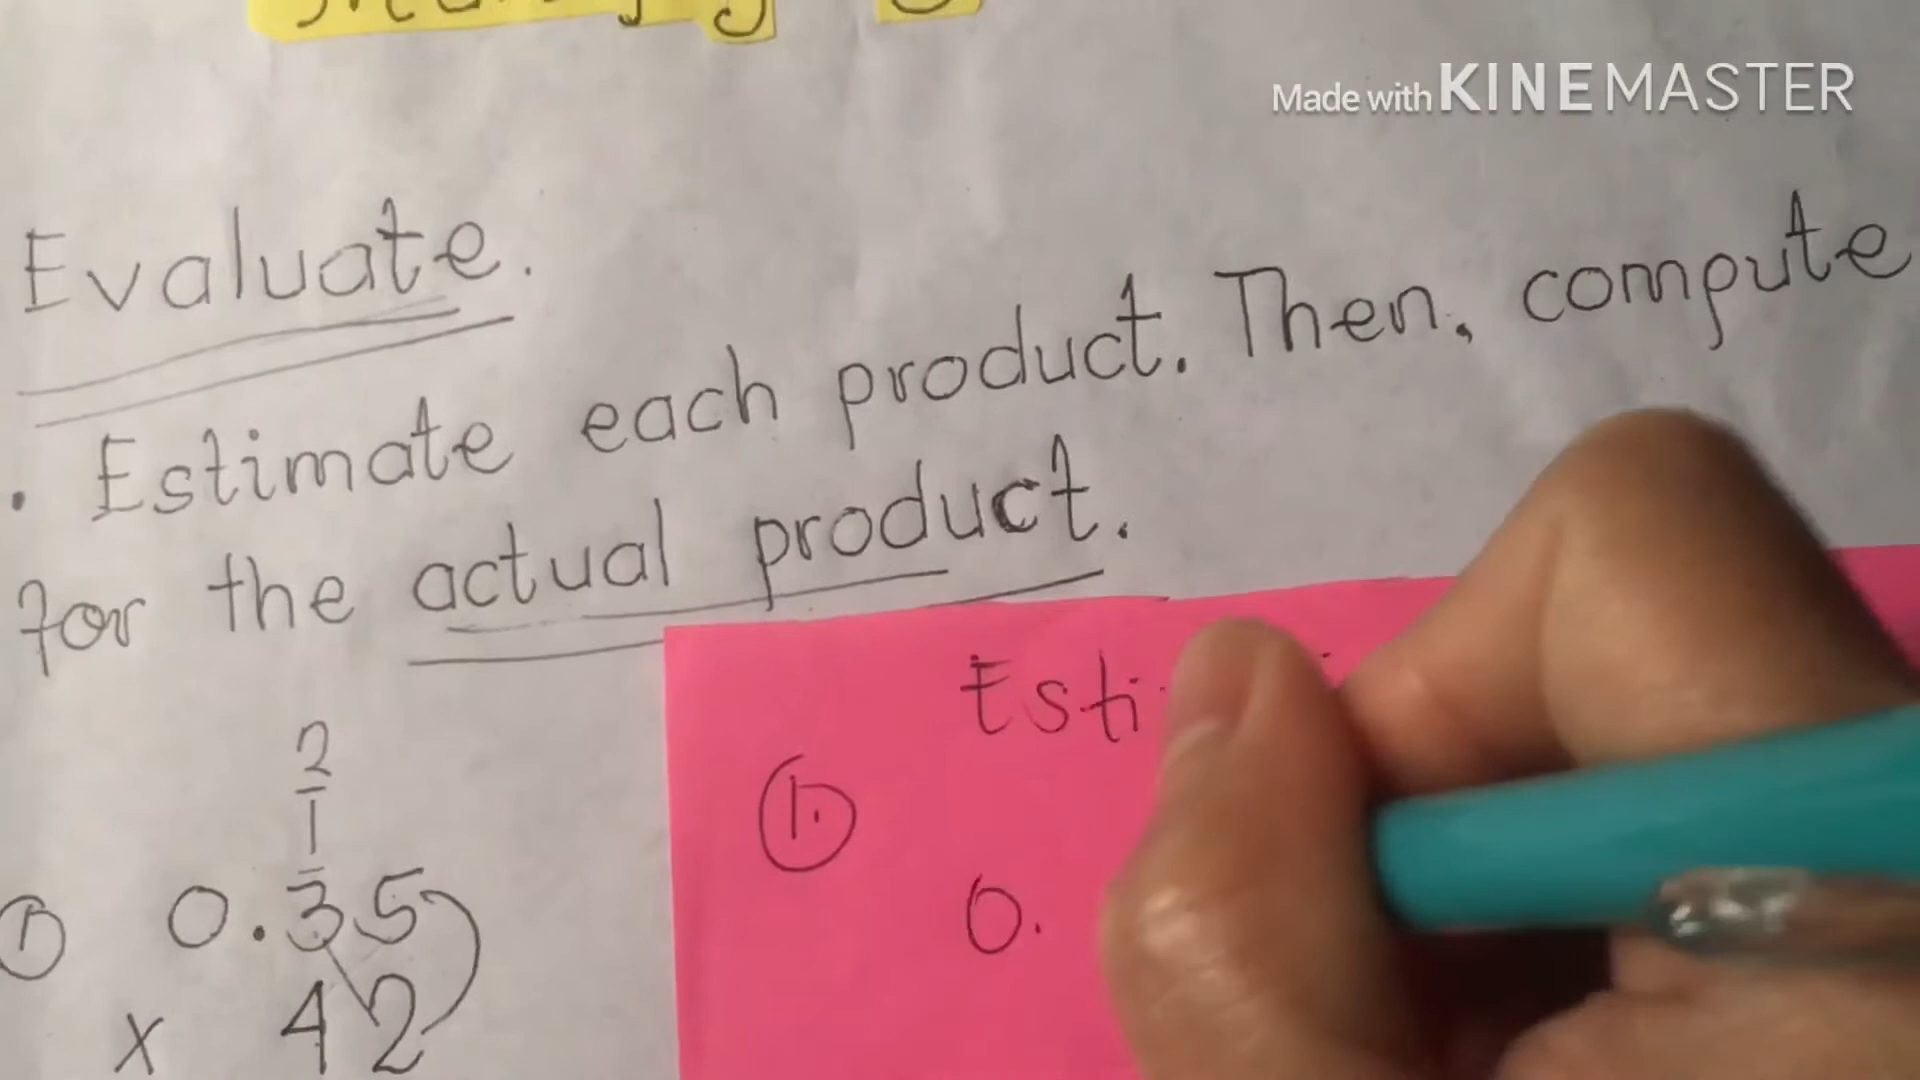 Made with KINEMASTER
Evaluate.
. Estimate each product. Then, compute
for the actual product.
Esti
2
1
1.
1 0.35
0.
x 42